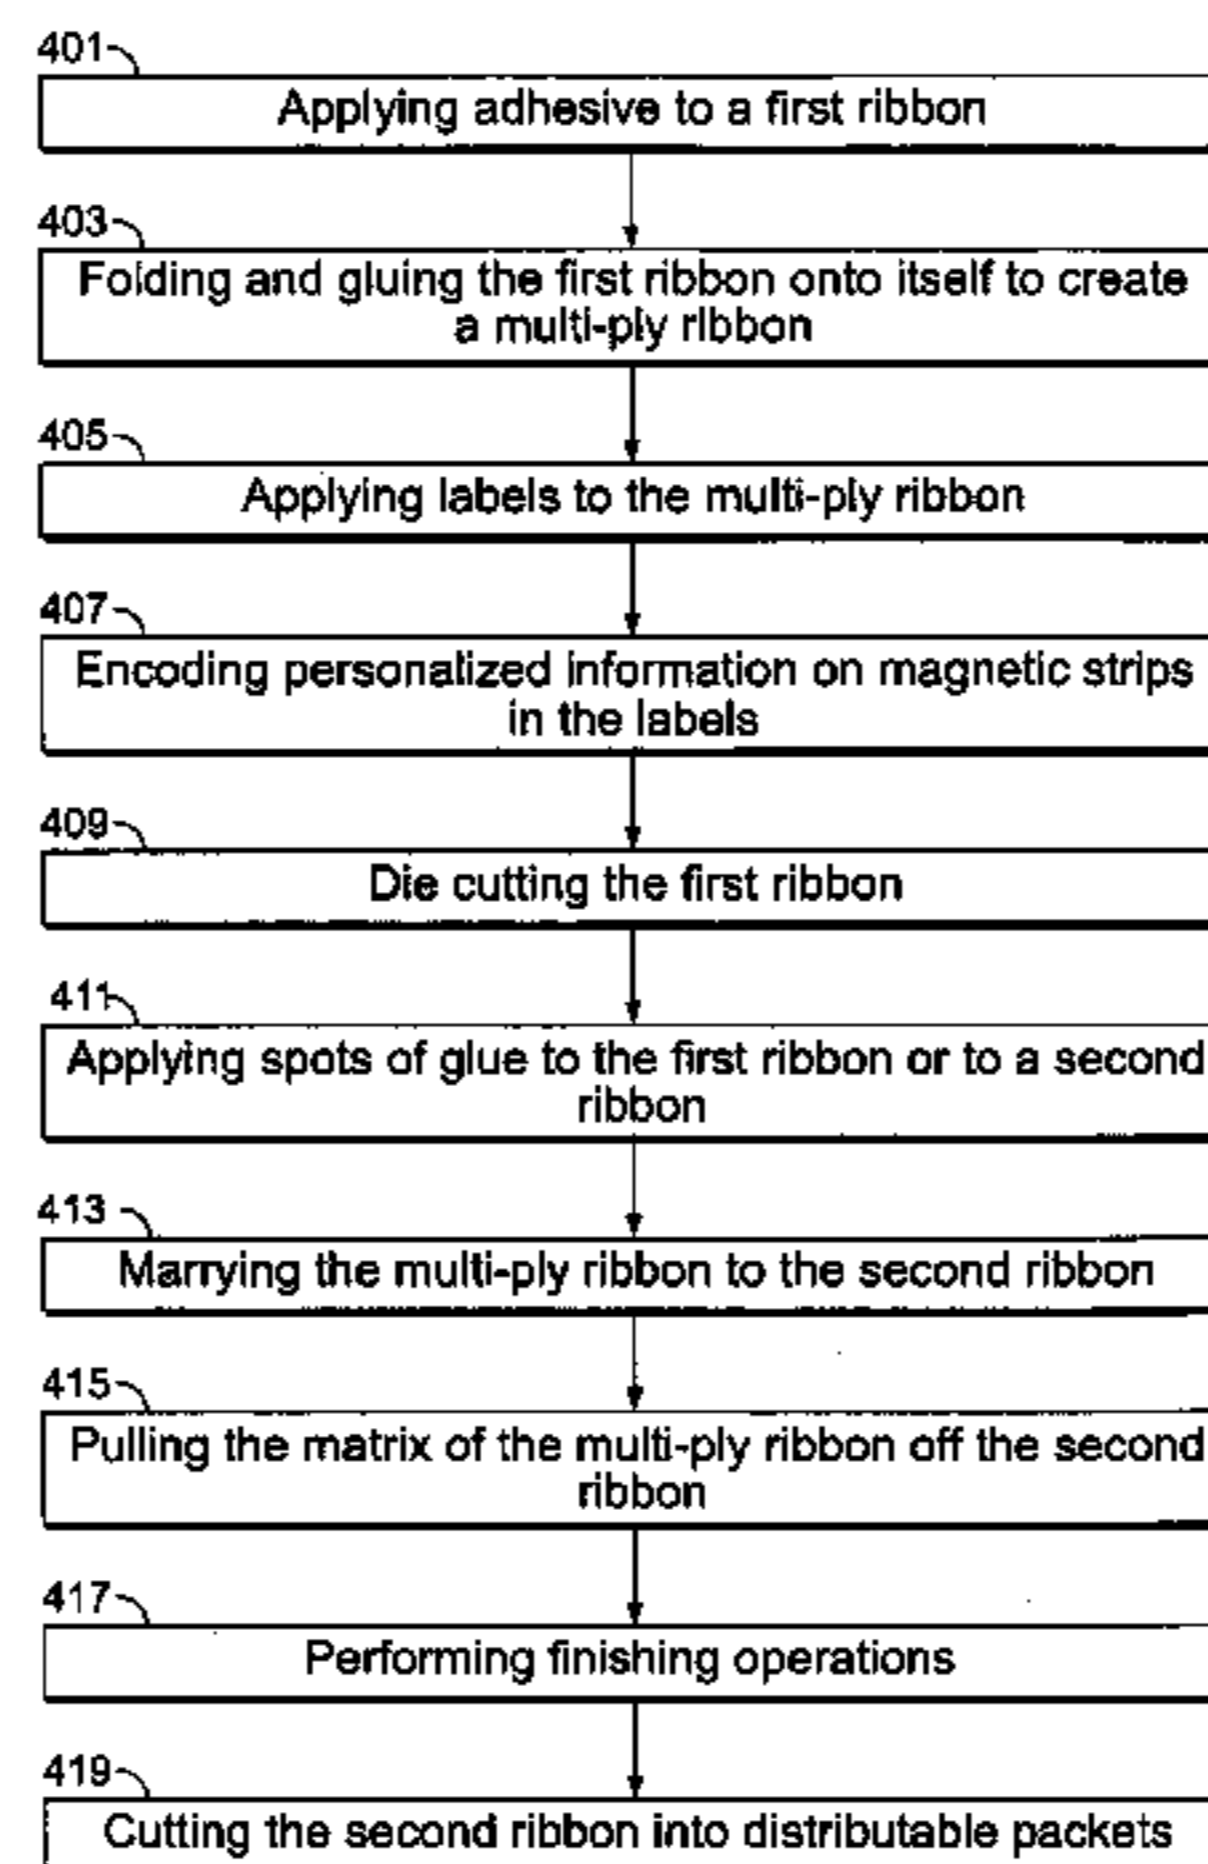 401
Applying adhesive to a first ribbon
403
Folding and gluing the first ribbon onto itself to create
a multi-ply ribbon
405
Applying labels to the multi-ply ribbon
407
Encoding personalized information on magnetic strips
in the labels
409
Die cutting the first ribbon
411
Applying spots of glue to the first ribbon or to a second
ribbon
413
Marrying the multi-ply ribbon to the second ribbon
415
Pulling the matrix of the multi-ply ribbon off the second
ribbon
417
Performing finishing operations
419
Cutting the second ribbon into distributable packets